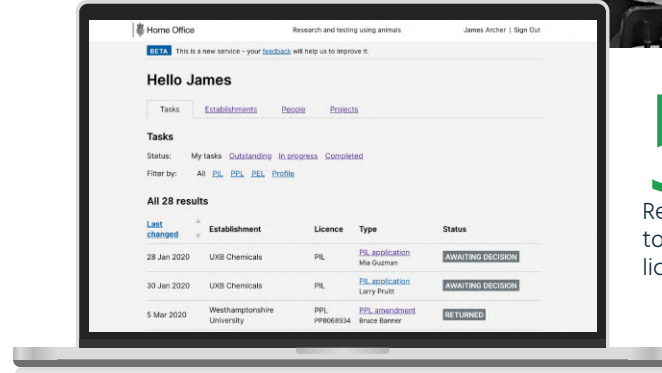 Home Office Research and testing using animals James Archer | Sign Out
BETA This is a new service – your feedback will help us to improve it.
Hello James
Tasks Establishments People Projects
Tasks
Status: My tasks Outstanding In progress Completed
Filter by: All PIL PPL PEL Profile
All 28 results
Last changed Establishment Licence Type Status
28 Jan 2020 UXB Chemicals PIL PIL application AWAITING DECISION
Mia Guzman
30 Jan 2020 UXB Chemicals PIL PIL application AWAITING DECISION
Larry Pruitt
5 Mar 2020 Westhamptonshire University PPL PP8068934 PPL amendment RETURNED
Bruce Banner
to